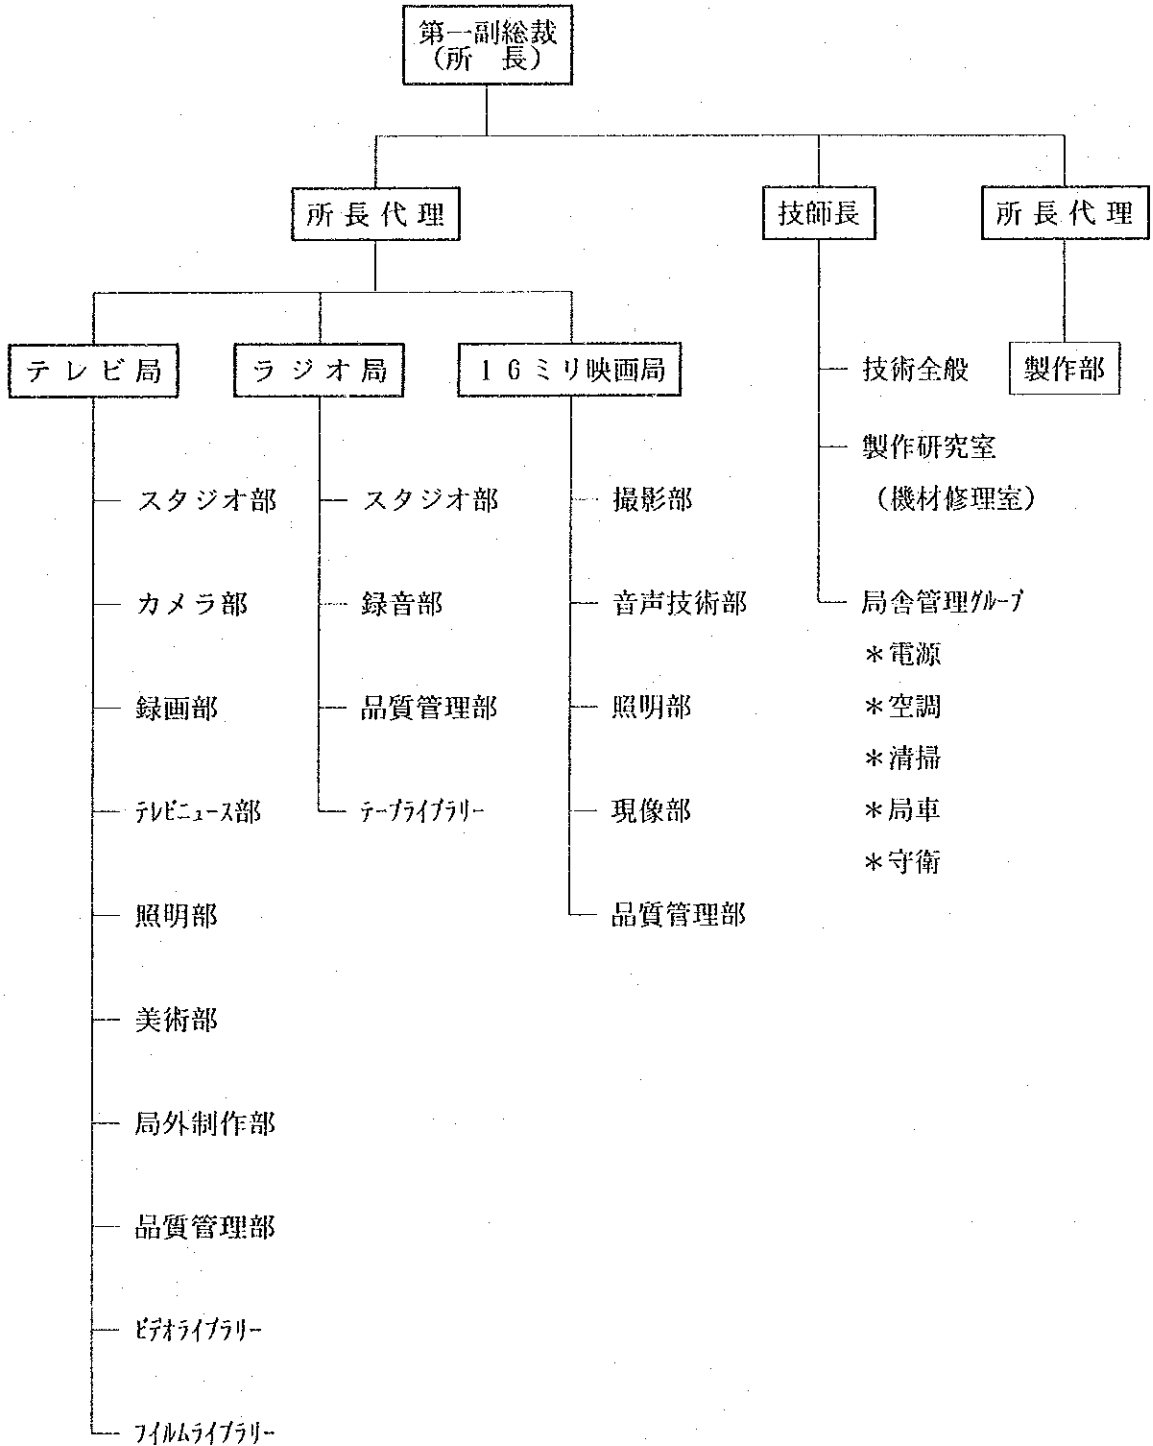 第一副総裁
（所　長）
所長代理
技師長
所長代理
テレビ局
ラジオ局
１６ミリ映画局
技術全般
製作部
製作研究室
（機材修理室）
スタジオ部
スタジオ部
撮影部
カメラ部
録音部
音声技術部
局舎管理ｸﾞﾙｰﾌﾟ
＊電源
録画部
品質管理部
照明部
＊空調
＊清掃
ﾃﾚﾋﾞﾆｭｰｽ部
ﾃｰﾌﾟﾗｲﾌﾞﾗﾘｰ
現像部
＊局車
＊守衛
照明部
品質管理部
美術部
局外制作部
品質管理部
ﾋﾞﾃﾞｵﾗｲﾌﾞﾗﾘｰ
ﾌｲﾙﾑﾗｲﾌﾞﾗﾘｰ